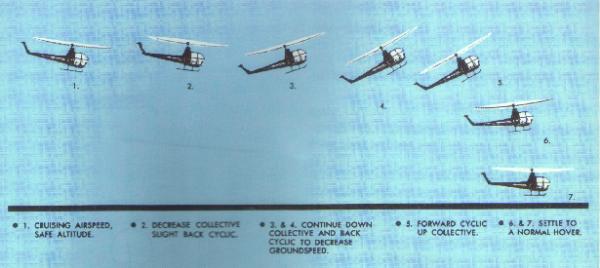 1.
2.
3.
4.
5.
6.
7.
● 1. CRUISING AIRSPEED,
SAFE ALTITUDE.
● 2. DECREASE COLLECTIVE
SLIGHT BACK CYCLIC.
● 3. & 4. CONTINUE DOWN
COLLECTIVE AND BACK
CYCLIC TO DECREASE
GROUNDSPEED.
● 5. FORWARD CYCLIC
UP COLLECTIVE.
● 6. & 7. SETTLE TO
A NORMAL HOVER.